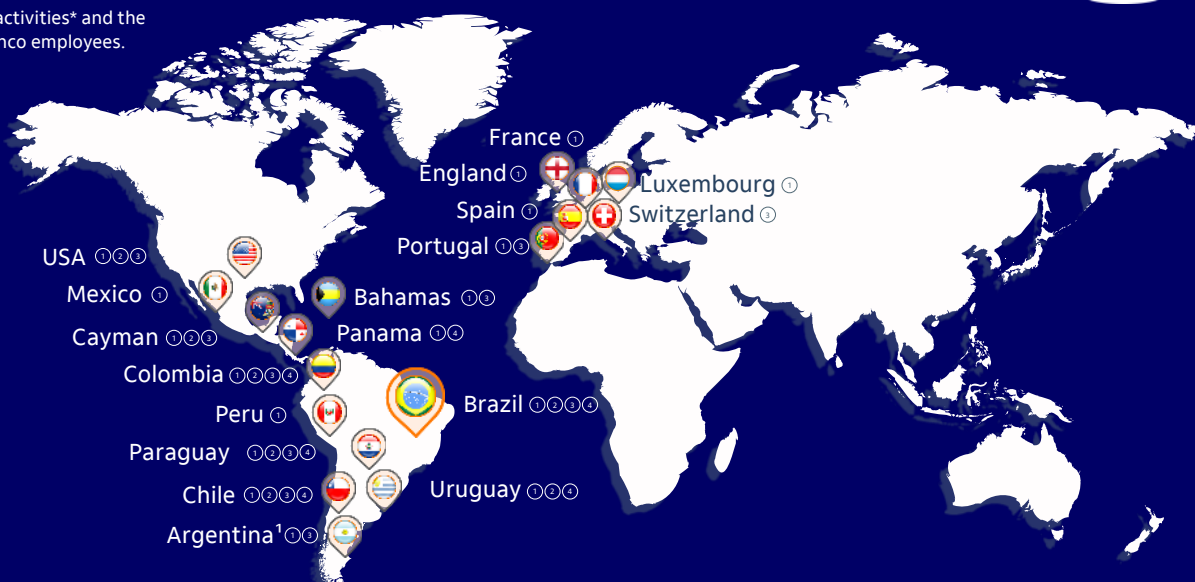 activities* and the
nco employees.
France ①
England ①
Luxembourg ①
Spain ①
Switzerland ③
Portugal ①③
USA ①②③
Mexico ①
Bahamas ①③
Cayman ①②③
Panama ①④
Colombia ①②③④
Brazil ①②③④
Peru ①
Paraguay ①②③④
Chile ①②③④
Uruguay ①②④
Argentina¹①③